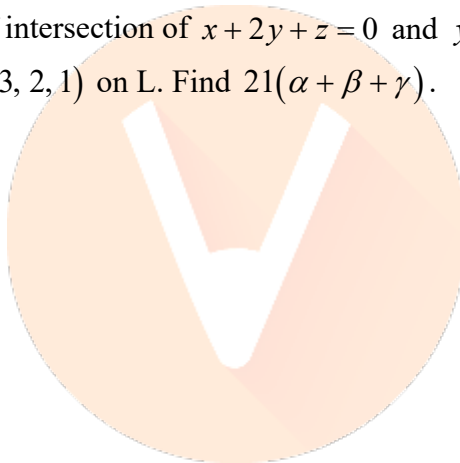 intersection of x + 2y + z = 0 and y
3, 2, 1) on L. Find 21(α + β + γ).